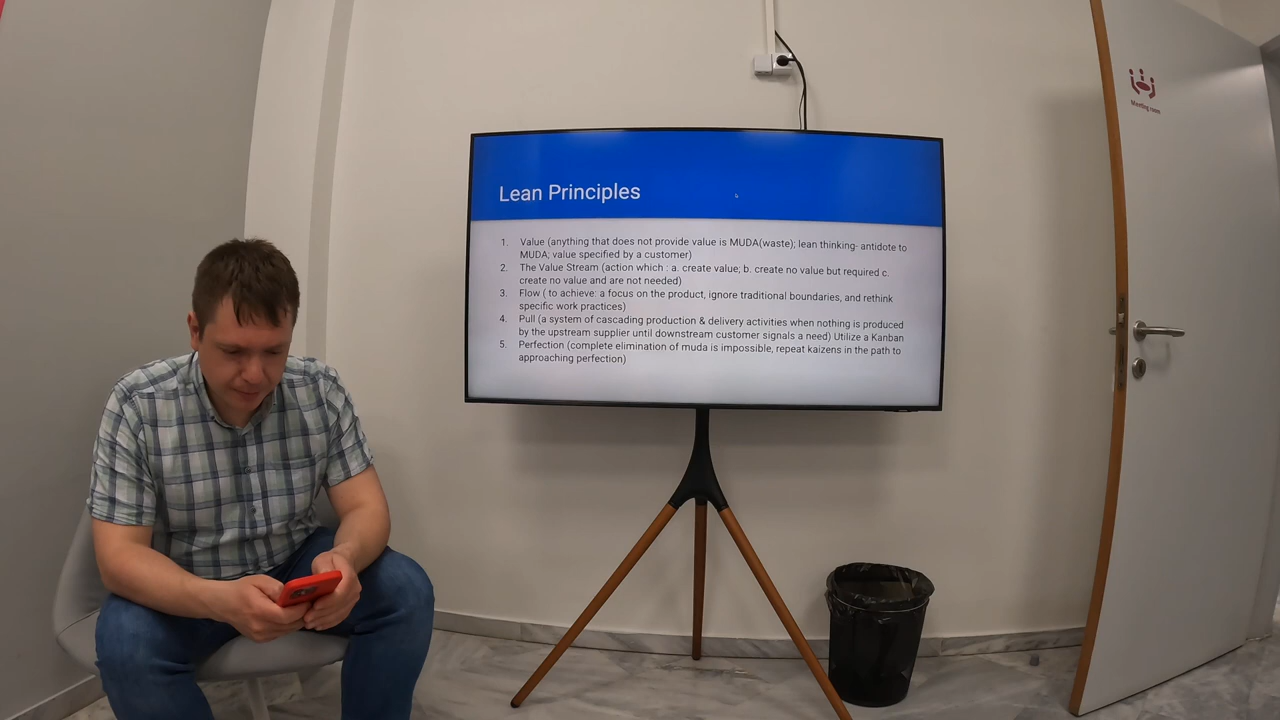 Meeting room
Lean Principles
1. Value (anything that does not provide value is MUDA(waste); lean thinking- antidote to
MUDA; value specified by a customer)
2. The Value Stream (action which : a. create value; b. create no value but required c.
create no value and are not needed)
3. Flow ( to achieve: a focus on the product, ignore traditional boundaries, and rethink
specific work practices)
4. Pull (a system of cascading production & delivery activities when nothing is produced
by the upstream supplier until downstream customer signals a need) Utilize a Kanban
5. Perfection (complete elimination of muda is impossible, repeat kaizens in the path to
approaching perfection)